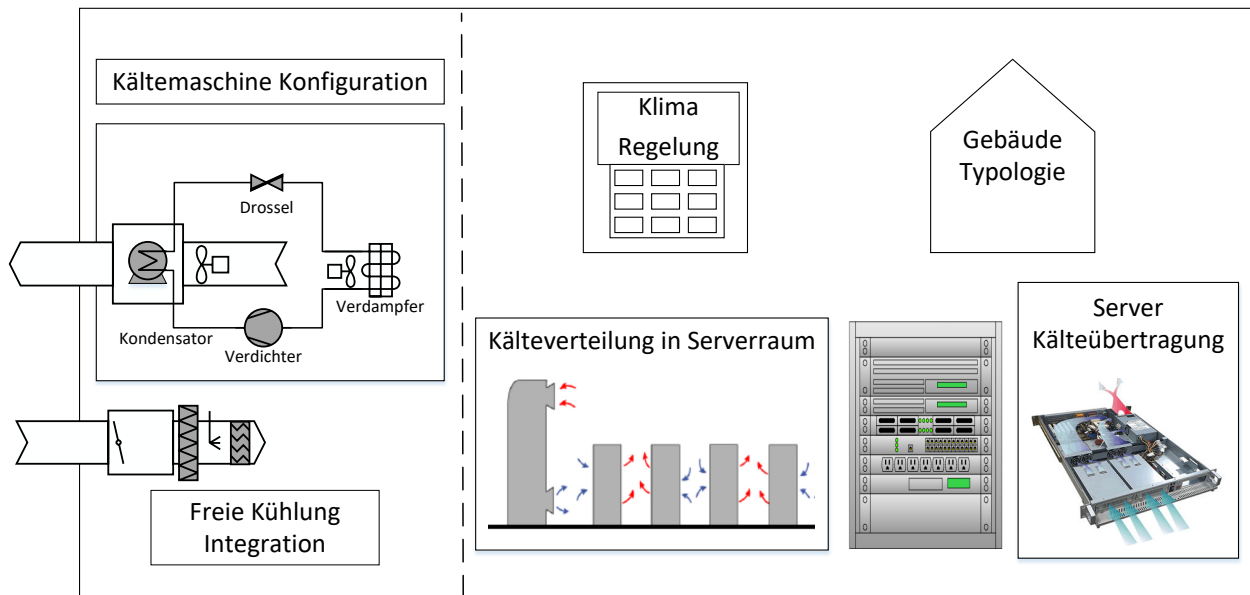 Kältemaschine Konfiguration
Drossel
Verdampfer
Kondensator
Verdichter
Freie Kühlung
Integration
Klima
Regelung
Gebäude
Typologie
Kälteverteilung in Serverraum
Server
Kälteübertragung